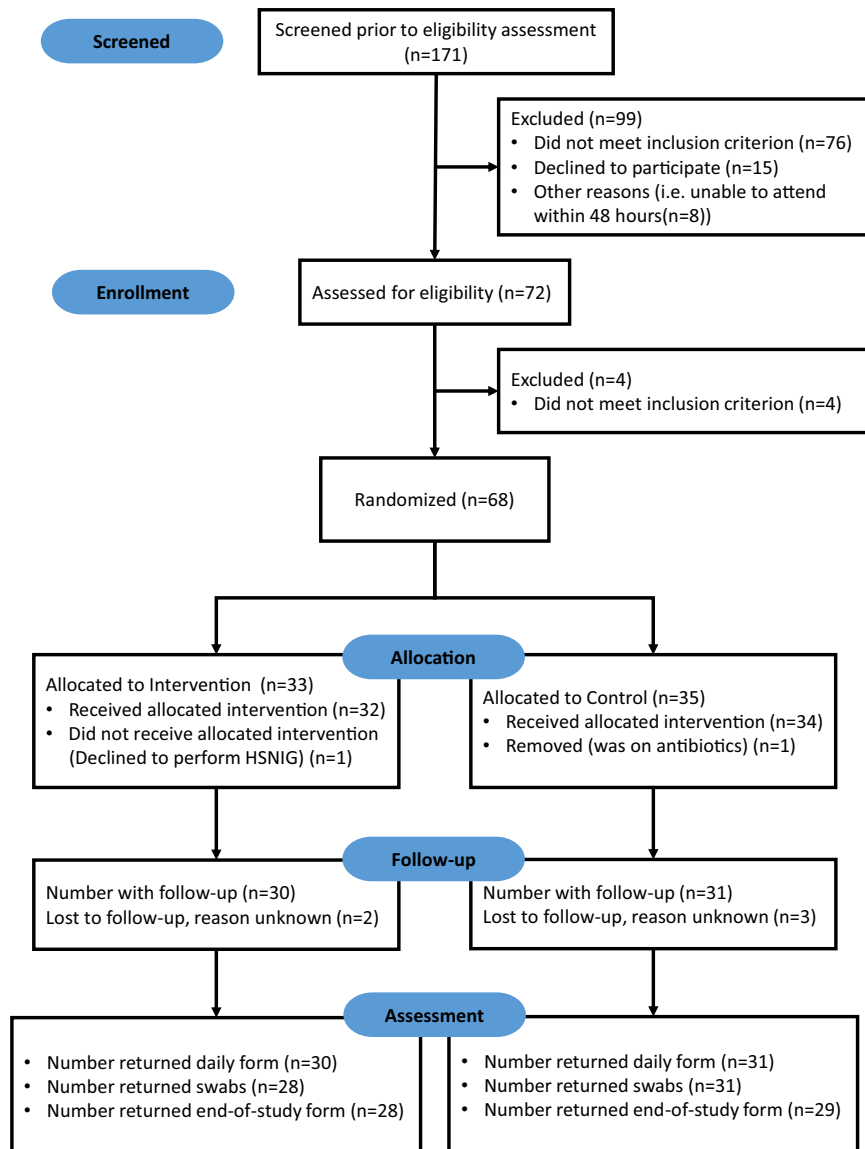 Screened
Screened prior to eligibility assessment
(n=171)
Excluded (n=99)
• Did not meet inclusion criterion (n=76)
• Declined to participate (n=15)
• Other reasons (i.e. unable to attend
within 48 hours(n=8))
Enrollment
Assessed for eligibility (n=72)
Excluded (n=4)
• Did not meet inclusion criterion (n=4)
Randomized (n=68)
Allocation
Allocated to Intervention (n=33)
• Received allocated intervention (n=32)
• Did not receive allocated intervention
(Declined to perform HSNIG) (n=1)
Allocated to Control (n=35)
• Received allocated intervention (n=34)
• Removed (was on antibiotics) (n=1)
Follow-up
Number with follow-up (n=30)
Lost to follow-up, reason unknown (n=2)
Number with follow-up (n=31)
Lost to follow-up, reason unknown (n=3)
Assessment
• Number returned daily form (n=30)
• Number returned swabs (n=28)
• Number returned end-of-study form (n=28)
• Number returned daily form (n=31)
• Number returned swabs (n=31)
• Number returned end-of-study form (n=29)